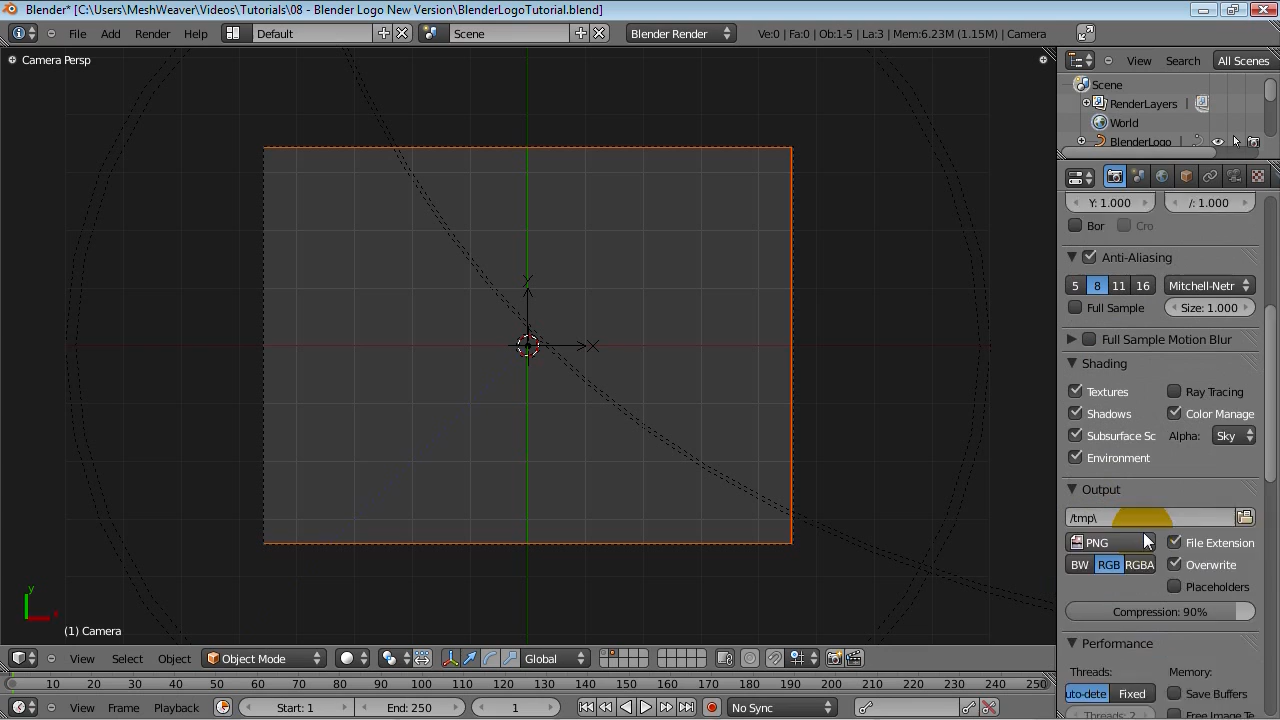 Blender* [C:\Users\MeshWeaver\Videos\Tutorials\08 - Blender Logo New Version\BlenderLogoTutorial.blend]
File Add Render Help Default Scene Blender Render Ve:0 | Fa:0 | Ob:1-5 | La:3 | Mem:6.23M (1.15M) | Camera
Camera Persp
View Search All Scenes
Scene
RenderLayers
World
BlenderLogo
Y: 1.000 /: 1.000
Bor Cro
Anti-Aliasing
5 8 11 16 Mitchell-Netr
Full Sample Size: 1.000
Full Sample Motion Blur
Shading
Textures Ray Tracing
Shadows Color Manage
Subsurface Sc Alpha: Sky
Environment
Output
/tmp\
PNG File Extension
BW RGB RGBA Overwrite
Placeholders
Compression: 90%
Performance
Threads: Memory:
uto-dete Fixed Save Buffers
Threads: 2 Free Image Te
Y
X
y
x
(1) Camera
View Select Object Object Mode Global
10 20 30 40 50 60 70 80 90 100 110 120 130 140 150 160 170 180 190 200 210 220 230 240 250
View Frame Playback Start: 1 End: 250 1 No Sync